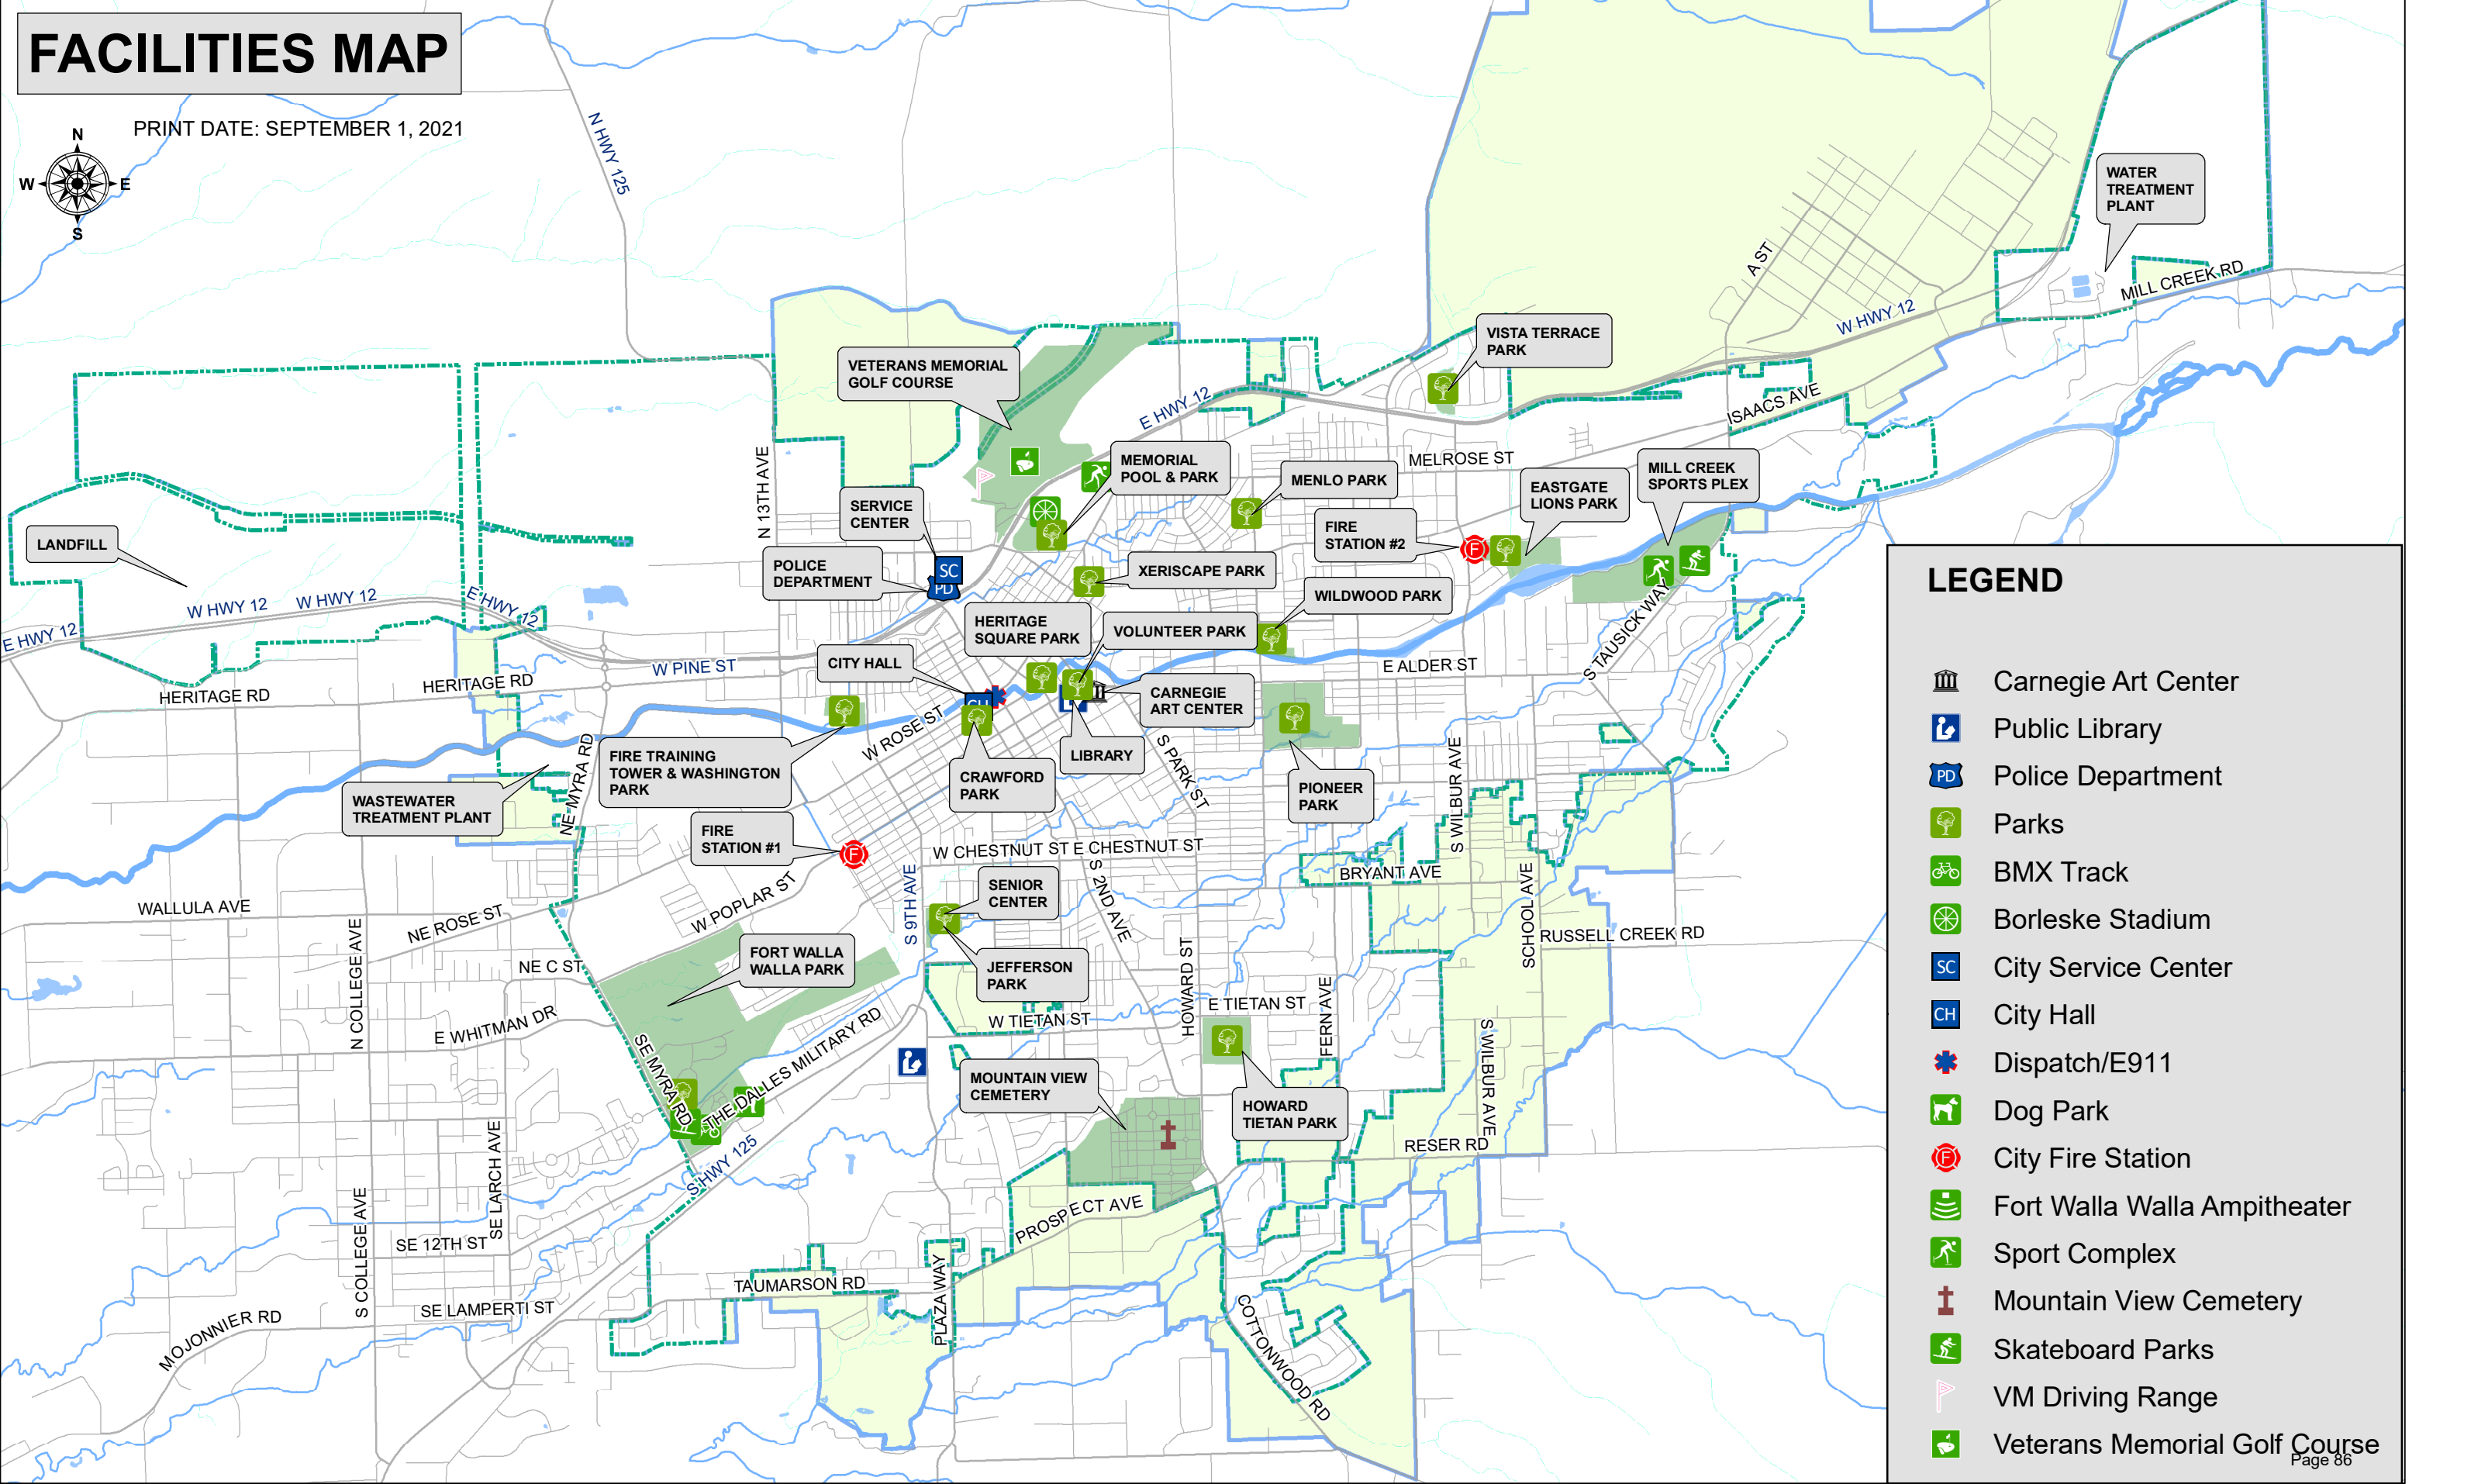 FACILITIES MAP
PRINT DATE: SEPTEMBER 1, 2021
N
W
E
S
N HWY 125
WATER
TREATMENT
PLANT
A ST
MILL CREEK RD
W HWY 12
VISTA TERRACE
PARK
VETERANS MEMORIAL
GOLF COURSE
E HWY 12
ISAACS AVE
N 13TH AVE
MELROSE ST
MEMORIAL
POOL & PARK
MENLO PARK
MILL CREEK
SPORTS PLEX
EASTGATE
LIONS PARK
SERVICE
CENTER
FIRE
STATION #2
F
LANDFILL
POLICE
DEPARTMENT
SC
PD
XERISCAPE PARK
WILDWOOD PARK
W HWY 12
W HWY 12
E HWY 12
E HWY 12
HERITAGE
SQUARE PARK
VOLUNTEER PARK
S TAUSICK WAY
CITY HALL
W PINE ST
E ALDER ST
HERITAGE RD
HERITAGE RD
CH
CARNEGIE
ART CENTER
W ROSE ST
LIBRARY
S PARK ST
NE MYRA RD
FIRE TRAINING
TOWER & WASHINGTON
PARK
CRAWFORD
PARK
PIONEER
PARK
S WILBUR AVE
WASTEWATER
TREATMENT PLANT
FIRE
STATION #1
F
W CHESTNUT ST
E CHESTNUT ST
BRYANT AVE
S 2ND AVE
S 9TH AVE
SENIOR
CENTER
W POPLAR ST
SCHOOL AVE
WALLULA AVE
NE ROSE ST
N COLLEGE AVE
RUSSELL CREEK RD
FORT WALLA
WALLA PARK
JEFFERSON
PARK
NE C ST
HOWARD ST
E TIETAN ST
FERN AVE
E WHITMAN DR
W TIETAN ST
SE MYRA RD
THE DALLES MILITARY RD
S WILBUR AVE
MOUNTAIN VIEW
CEMETERY
HOWARD
TIETAN PARK
RESER RD
SE LARCH AVE
S HWY 125
S COLLEGE AVE
PROSPECT AVE
SE 12TH ST
PLAZA WAY
TAUMARSON RD
SE LAMPERTI ST
MOJONNIER RD
COTTONWOOD RD
LEGEND
Carnegie Art Center
Public Library
PD Police Department
Parks
BMX Track
Borleske Stadium
SC City Service Center
CH City Hall
Dispatch/E911
Dog Park
F City Fire Station
Fort Walla Walla Ampitheater
Sport Complex
Mountain View Cemetery
Skateboard Parks
VM Driving Range
Veterans Memorial Golf Course
Page 86